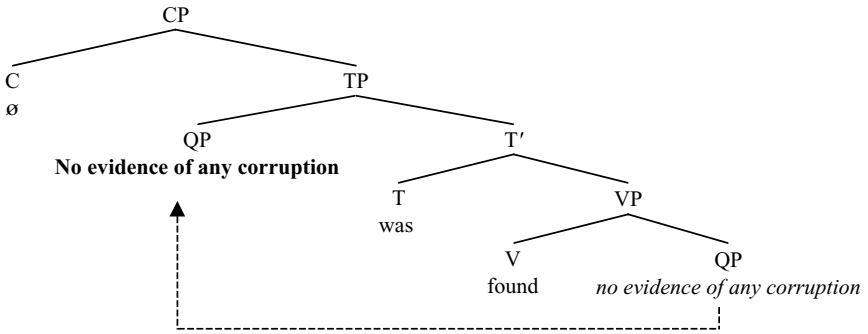 CP
C
TP
ø
QP
T′
No evidence of any corruption
T
VP
was
V
QP
found
no evidence of any corruption